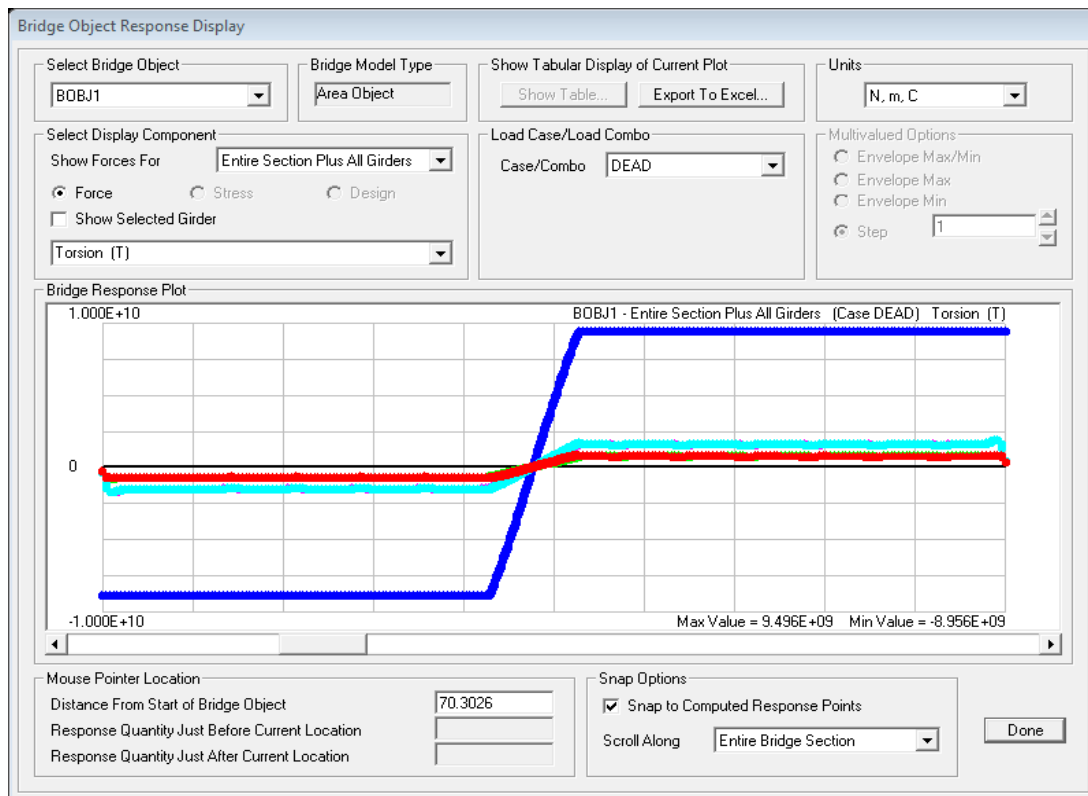 Bridge Object Response Display
Select Bridge Object
BOBJ1
Bridge Model Type
Area Object
Show Tabular Display of Current Plot
Show Table...
Export To Excel...
Units
N, m, C
Select Display Component
Show Forces For
Entire Section Plus All Girders
Force
Stress
Design
Show Selected Girder
Torsion (T)
Load Case/Load Combo
Case/Combo
DEAD
Multivalued Options
Envelope Max/Min
Envelope Max
Envelope Min
Step
1
Bridge Response Plot
1.000E+10
BOBJ1 - Entire Section Plus All Girders (Case DEAD) Torsion (T)
0
-1.000E+10
Max Value = 9.496E+09 Min Value = -8.956E+09
Mouse Pointer Location
Distance From Start of Bridge Object
70.3026
Response Quantity Just Before Current Location
Response Quantity Just After Current Location
Snap Options
Snap to Computed Response Points
Scroll Along
Entire Bridge Section
Done